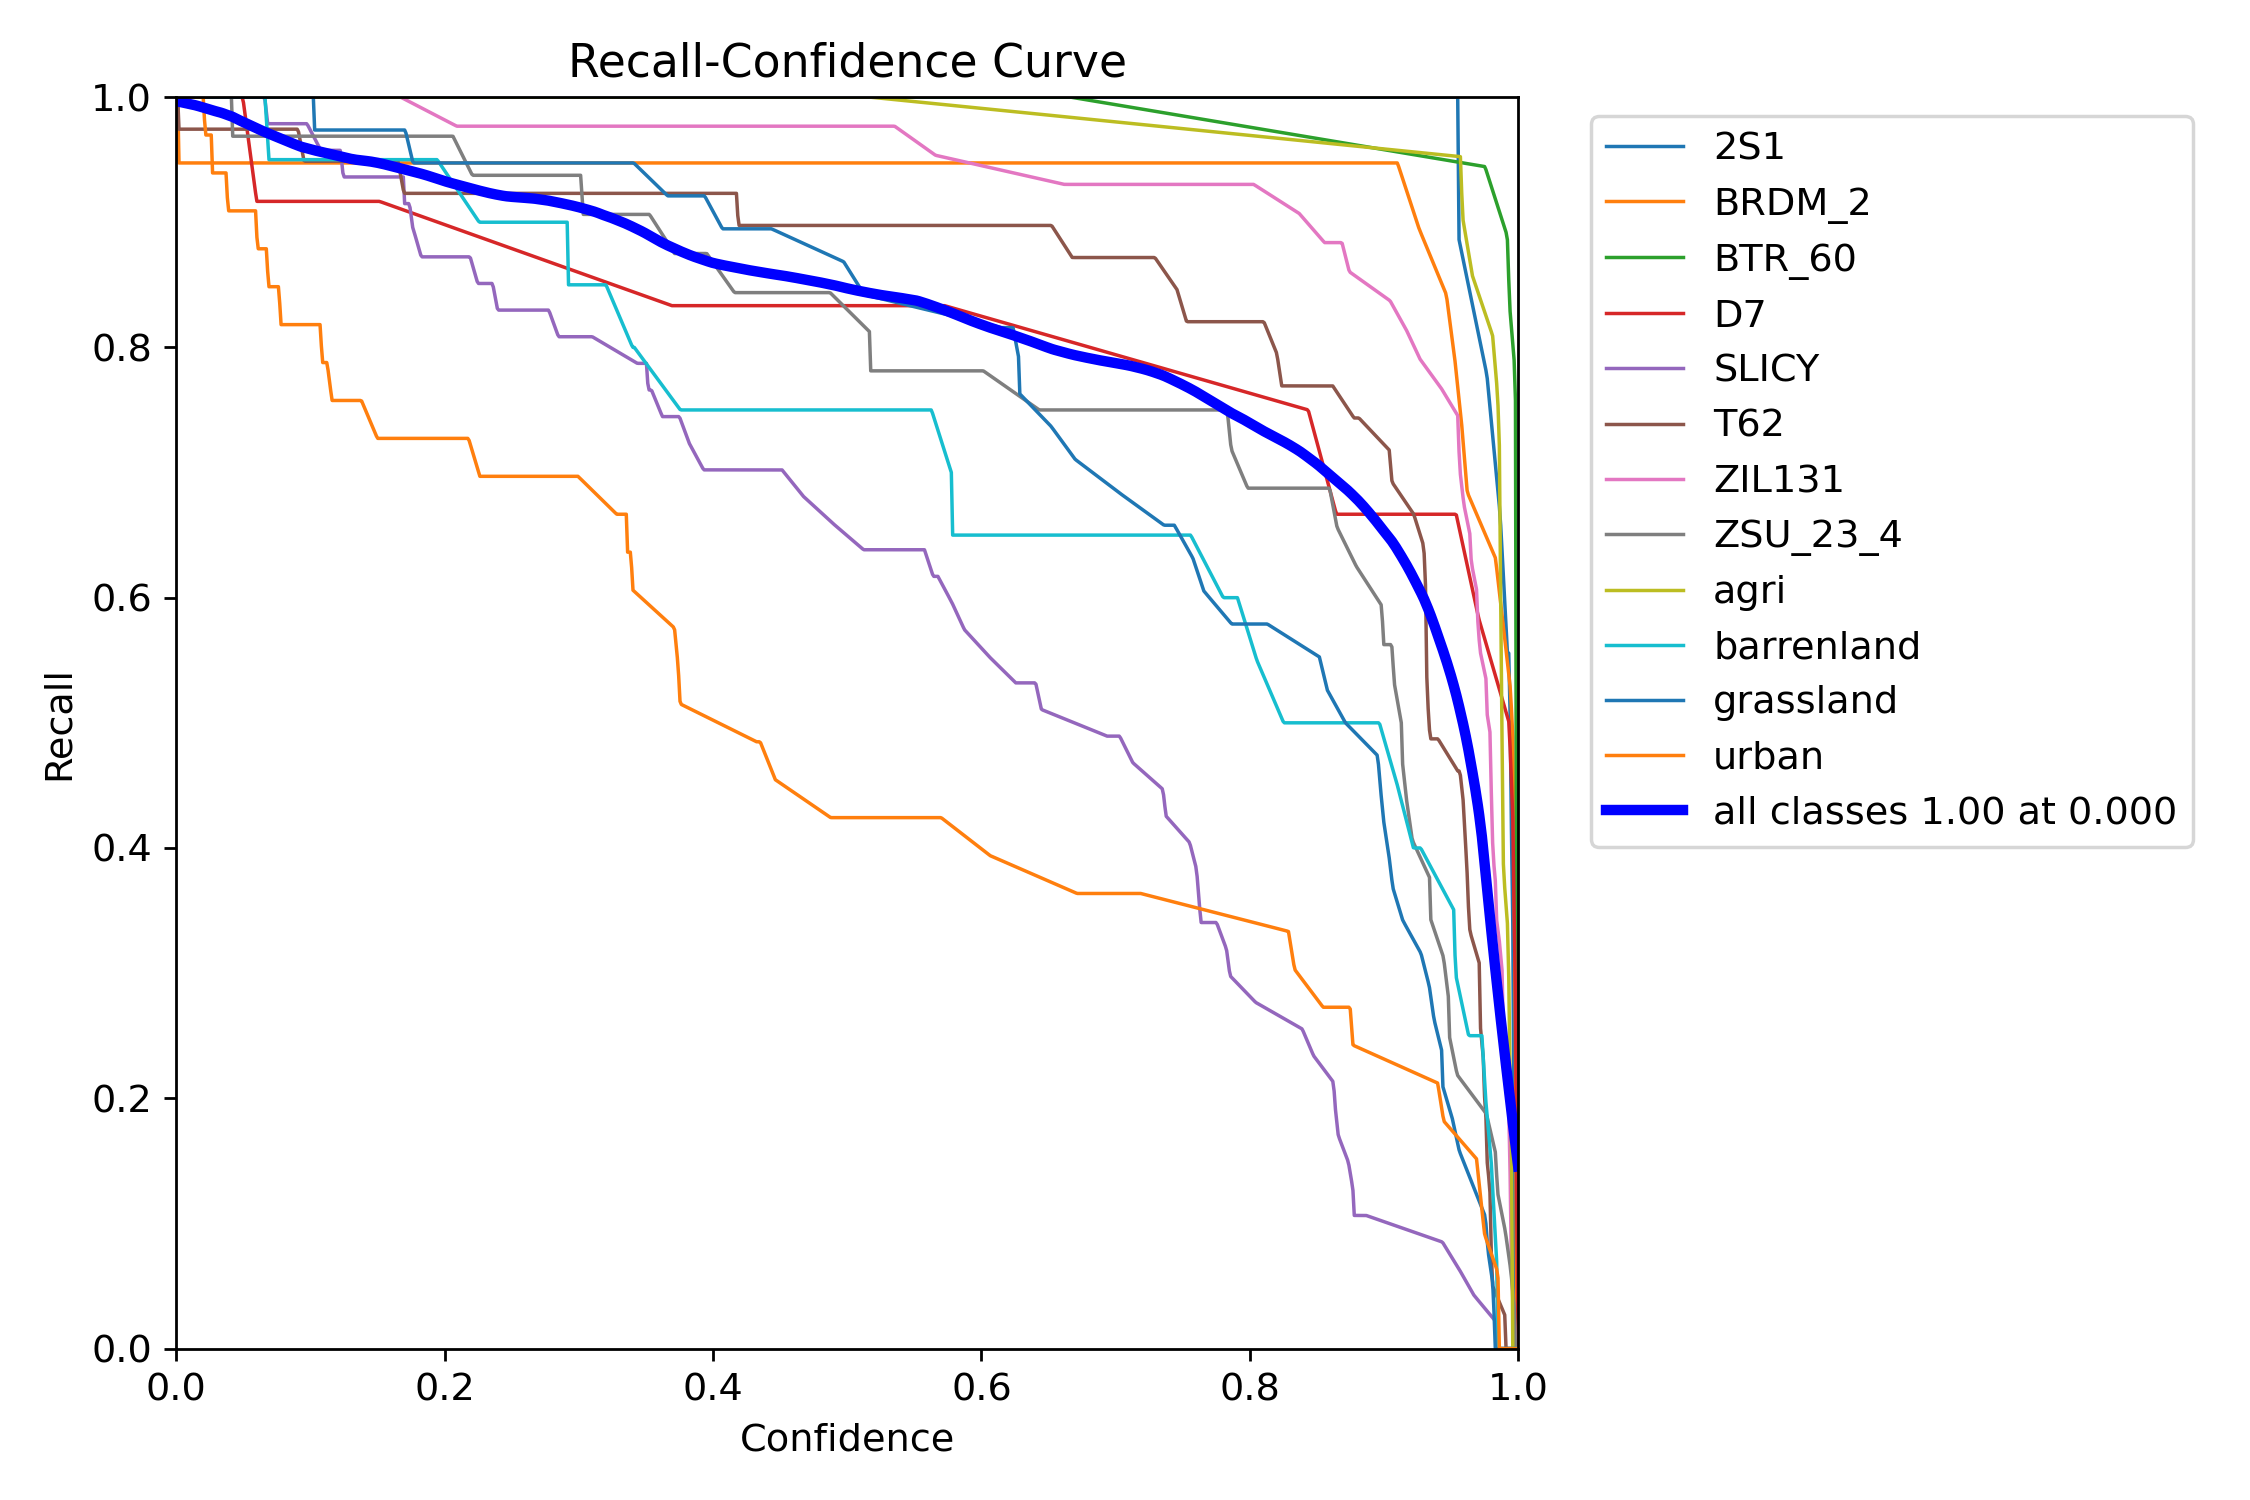 Recall-Confidence Curve
1.0
0.8
0.6
0.4
0.2
0.0
Recall
0.0 0.2 0.4 0.6 0.8 1.0
Confidence
2S1
BRDM_2
BTR_60
D7
SLICY
T62
ZIL131
ZSU_23_4
agri
barrenland
grassland
urban
all classes 1.00 at 0.000